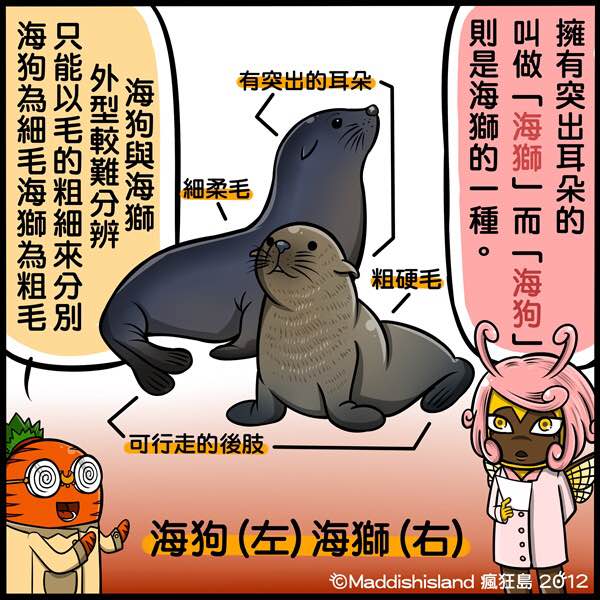 擁有突出耳朵的
叫做「海獅」而「海狗」
則是海獅的一種。
海狗與海獅
外型較難分辨
只能以毛的粗細來分別
海狗為細毛海獅為粗毛
有突出的耳朵
細柔毛
粗硬毛
可行走的後肢
海狗(左)海獅(右)
©Maddishisland 瘋狂島 2012